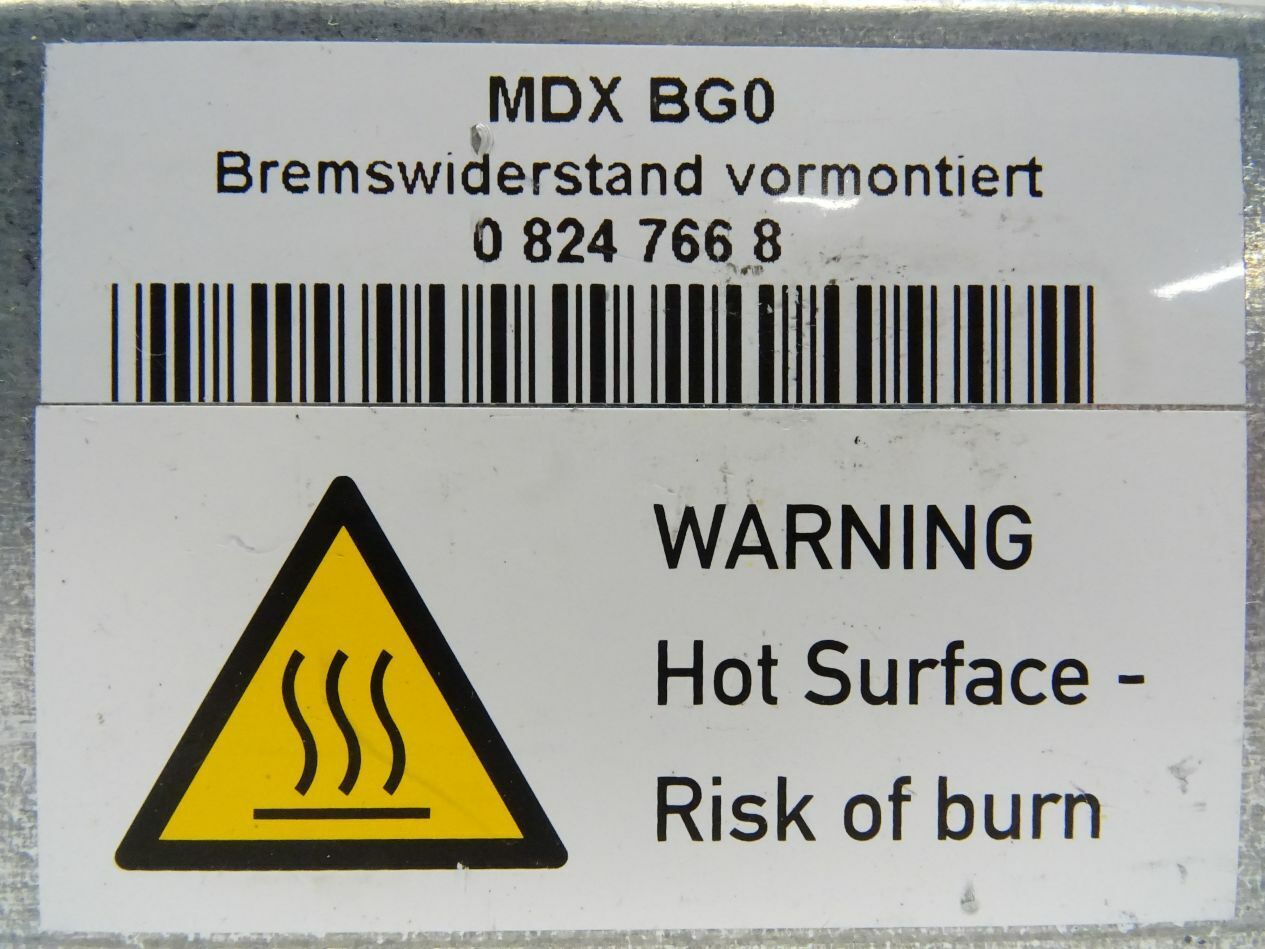 MDX BG0
Bremswiderstand vormontiert
0 824 766 8
WARNING
Hot Surface -
Risk of burn